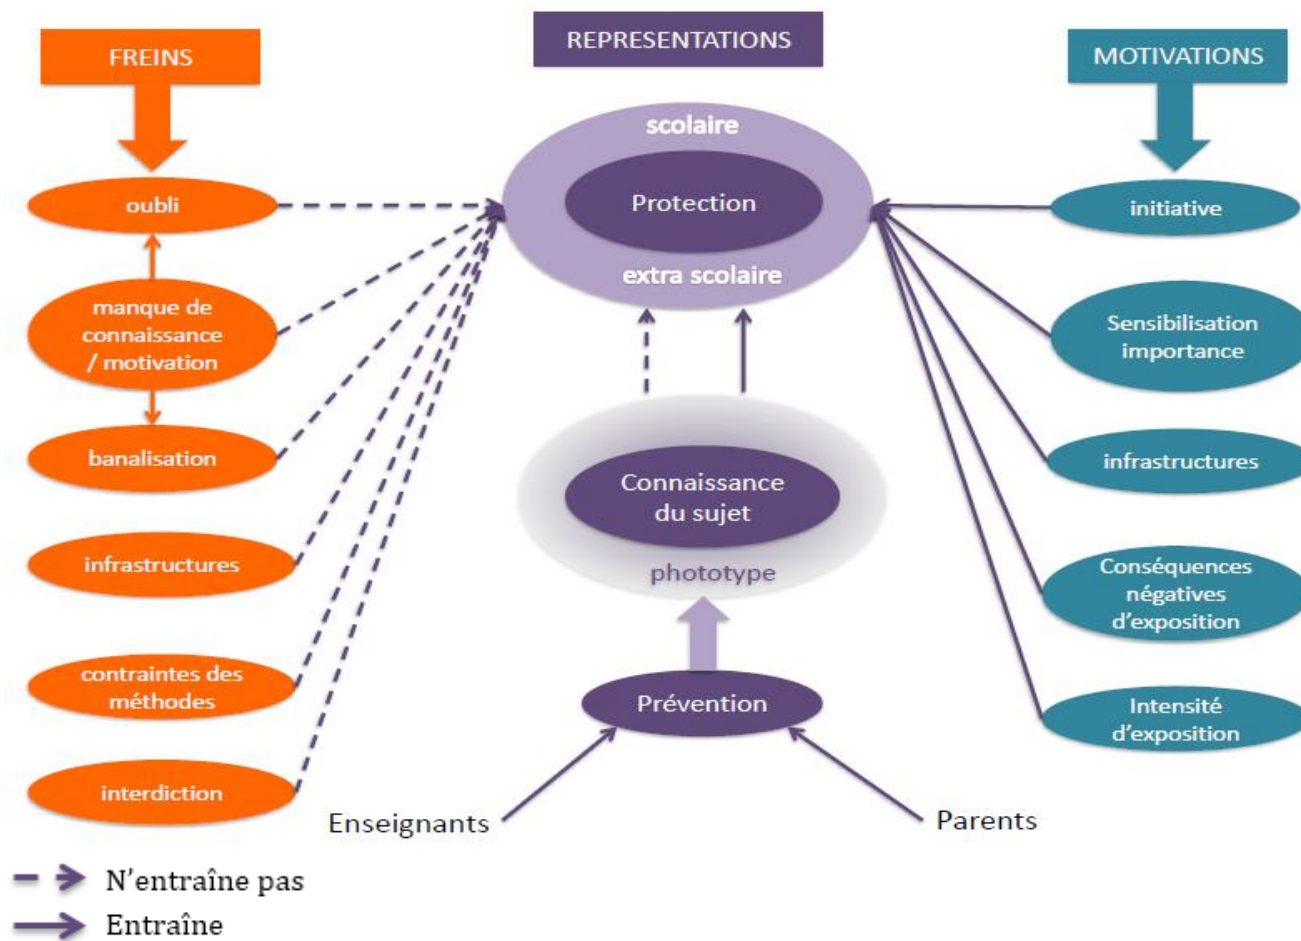 FREINS
REPRESENTATIONS
MOTIVATIONS
scolaire
Protection
extra scolaire
oubli
manque de
connaissance
/ motivation
banalisation
infrastructures
contraintes des
méthodes
interdiction
Connaissance
du sujet
phototype
Prévention
Enseignants
Parents
initiative
Sensibilisation
importance
infrastructures
Conséquences
négatives
d'exposition
Intensité
d'exposition
N'entraîne pas
Entraîne